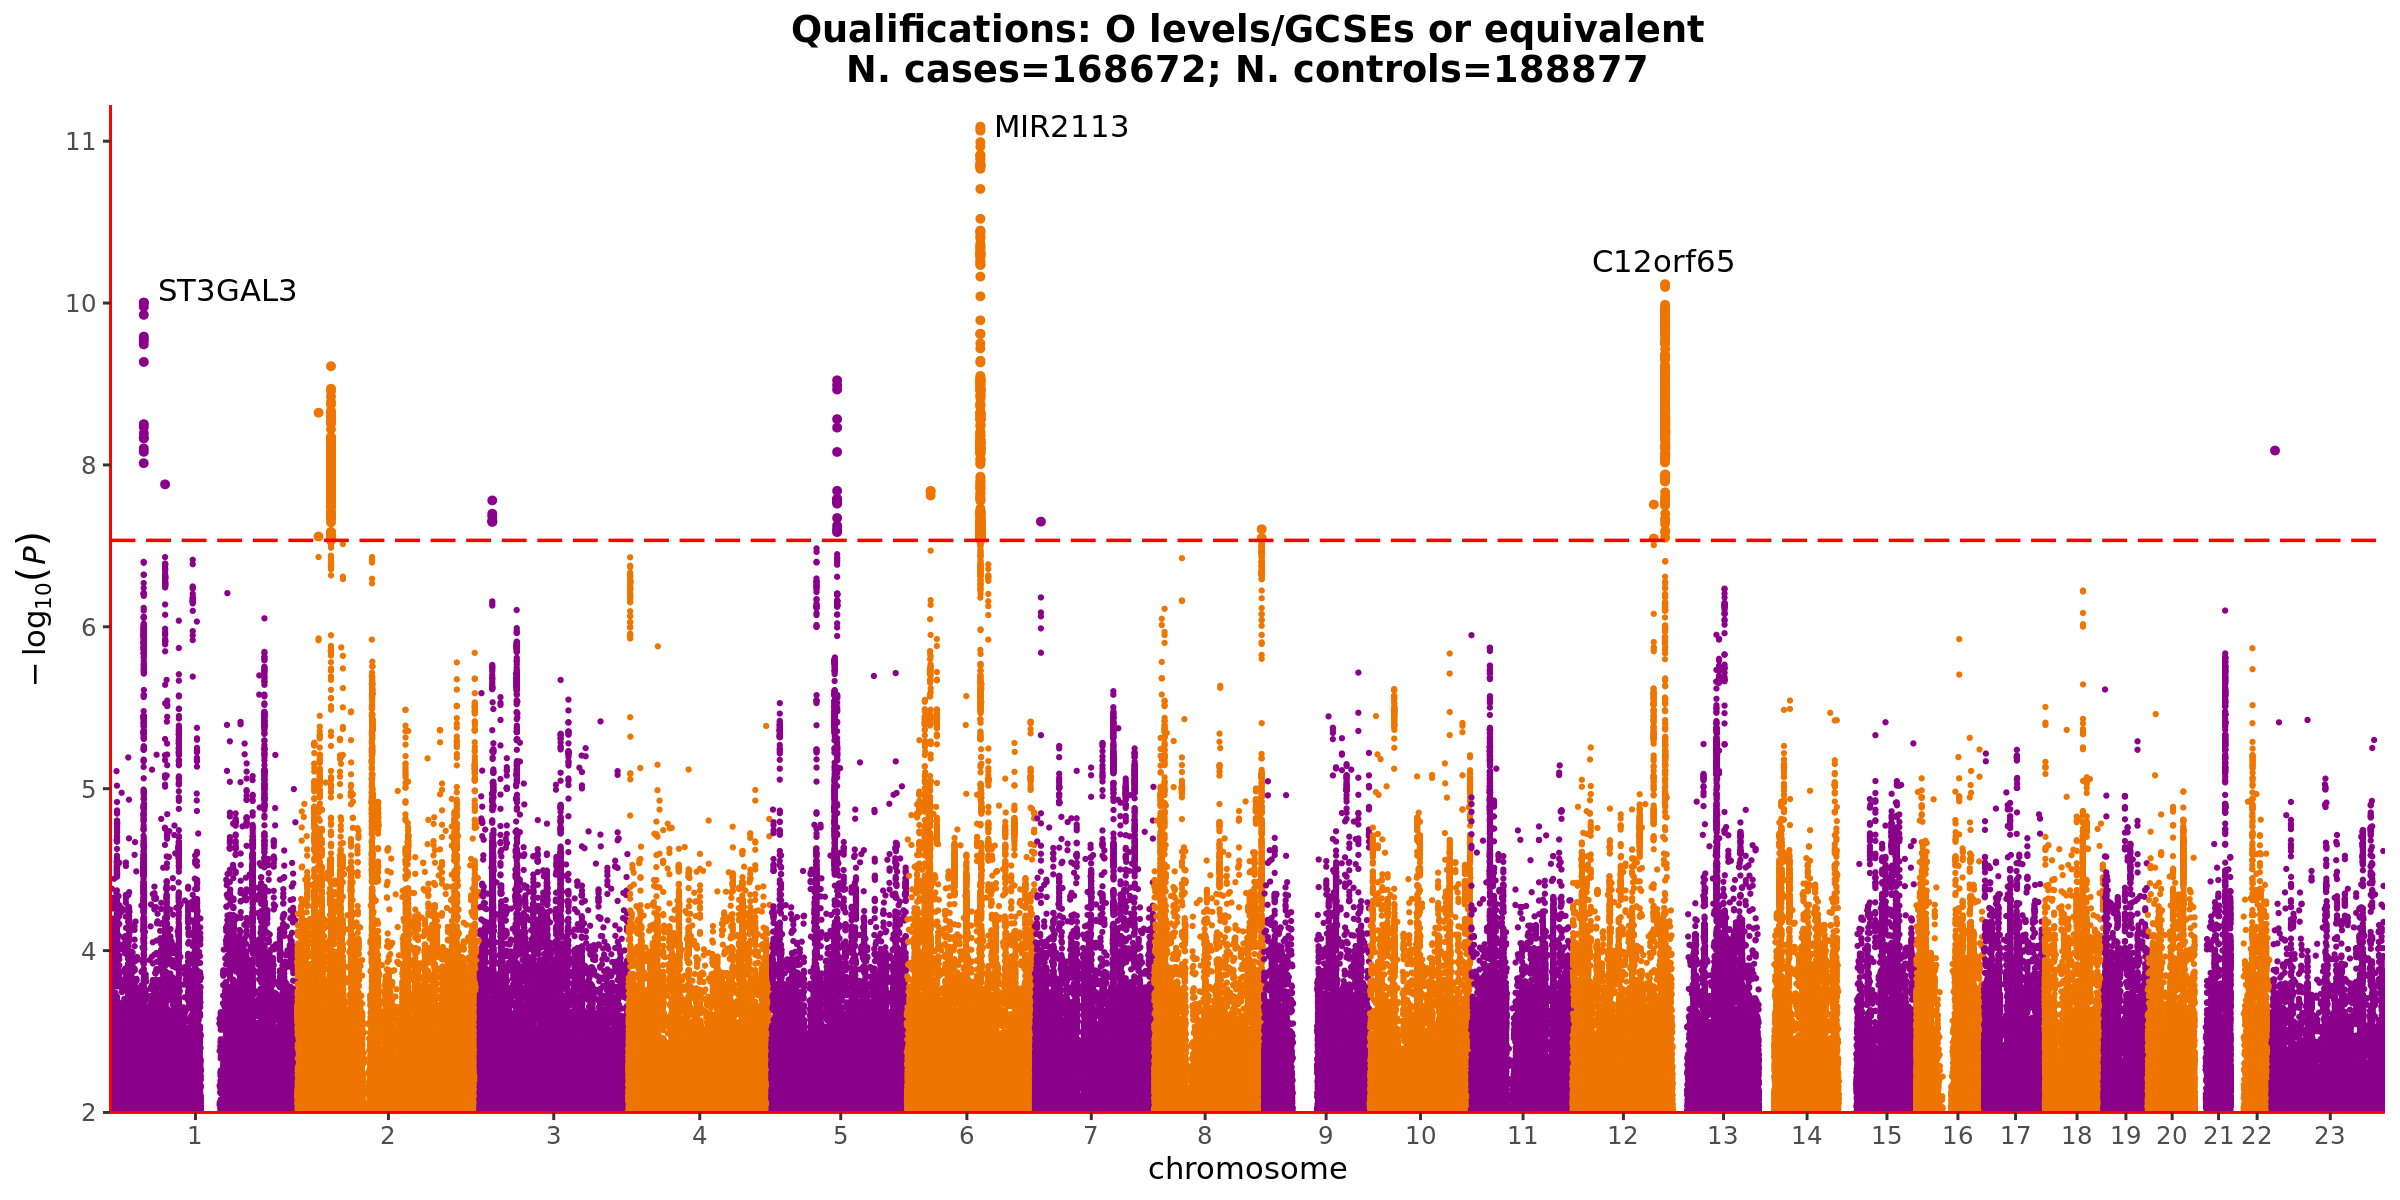 Qualifications: O levels/GCSEs or equivalent
N. cases=168672; N. controls=188877
MIR2113
C12orf65
ST3GAL3
11
10
8
6
5
4
2
−log10(P)
1 2 3 4 5 6 7 8 9 10 11 12 13 14 15 16 17 18 19 20 21 22 23
chromosome